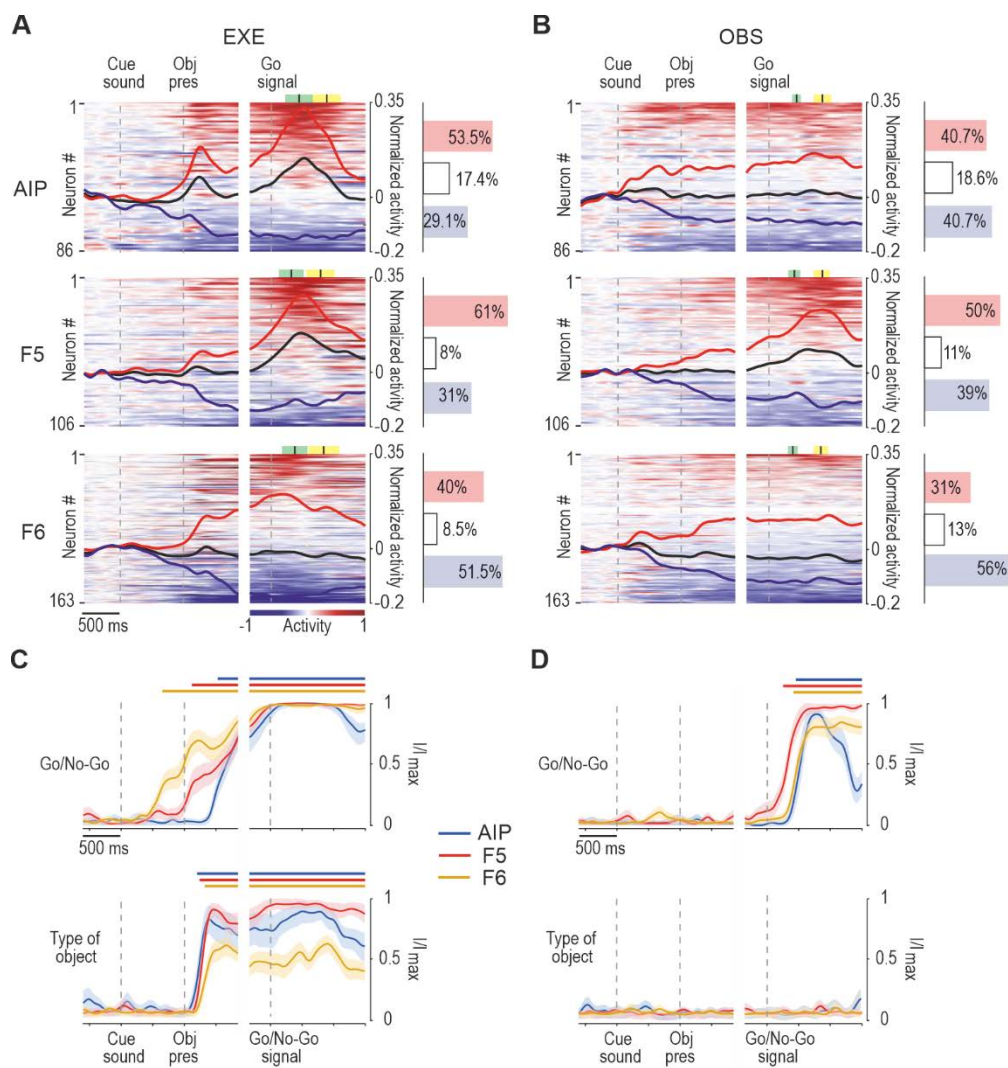 A
EXE
B
OBS
Cue sound
Obj pres
Go signal
Cue sound
Obj pres
Go signal
AIP
Neuron #
1
86
0.35
0
-0.2
Normalized activity
53.5%
17.4%
29.1%
Neuron #
1
86
0.35
0
-0.2
Normalized activity
40.7%
18.6%
40.7%
F5
Neuron #
1
106
0.35
0
-0.2
Normalized activity
61%
8%
31%
Neuron #
1
106
0.35
0
-0.2
Normalized activity
50%
11%
39%
F6
Neuron #
1
163
0.35
0
-0.2
Normalized activity
40%
8.5%
51.5%
Neuron #
1
163
0.35
0
-0.2
Normalized activity
31%
13%
56%
500 ms
-1
Activity
1
500 ms
C
D
Go/No-Go
1
0.5
0
I/I max
500 ms
Go/No-Go
1
0.5
0
I/I max
500 ms
AIP
F5
F6
Type of object
1
0.5
0
I/I max
Type of object
1
0.5
0
I/I max
Cue sound
Obj pres
Go/No-Go signal
Cue sound
Obj pres
Go/No-Go signal